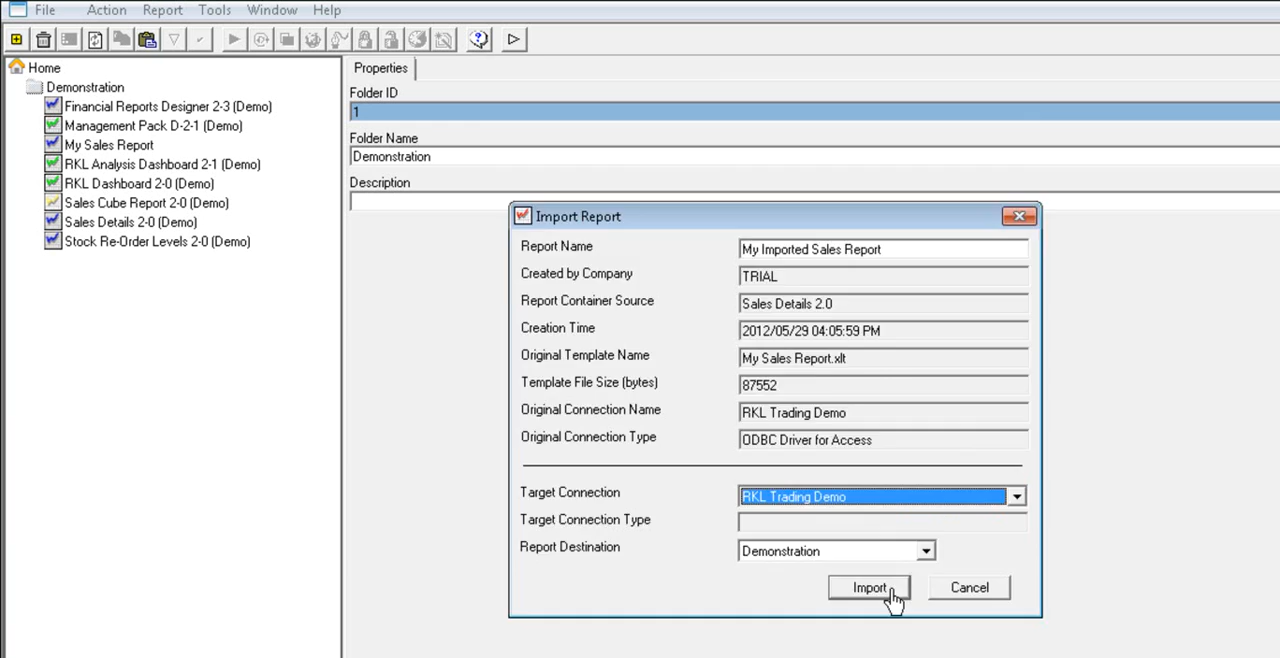 File Action Report Tools Window Help
Home
Demonstration
Financial Reports Designer 2-3 (Demo)
Management Pack D-2-1 (Demo)
My Sales Report
RKL Analysis Dashboard 2-1 (Demo)
RKL Dashboard 2-0 (Demo)
Sales Cube Report 2-0 (Demo)
Sales Details 2-0 (Demo)
Stock Re-Order Levels 2-0 (Demo)
Properties
Folder ID
1
Folder Name
Demonstration
Description
Import Report
Report Name My Imported Sales Report
Created by Company TRIAL
Report Container Source Sales Details 2.0
Creation Time 2012/05/29 04:05:59 PM
Original Template Name My Sales Report.xlt
Template File Size (bytes) 87552
Original Connection Name RKL Trading Demo
Original Connection Type ODBC Driver for Access
Target Connection RKL Trading Demo
Target Connection Type
Report Destination Demonstration
Import Cancel